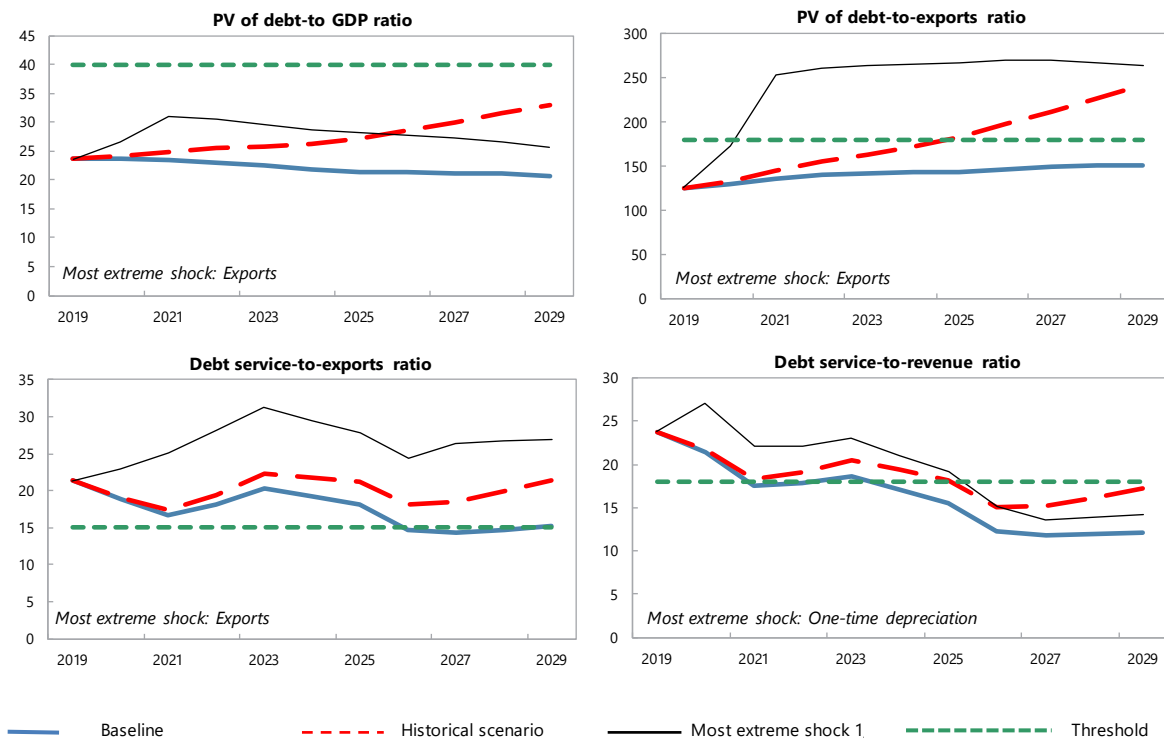 PV of debt-to GDP ratio
45
40
35
30
25
20
15
10
5
0
Most extreme shock: Exports
2019 2021 2023 2025 2027 2029
PV of debt-to-exports ratio
300
250
200
150
100
50
0
Most extreme shock: Exports
2019 2021 2023 2025 2027 2029
Debt service-to-exports ratio
35
30
25
20
15
10
5
0
Most extreme shock: Exports
2019 2021 2023 2025 2027 2029
Debt service-to-revenue ratio
30
25
20
15
10
5
0
Most extreme shock: One-time depreciation
2019 2021 2023 2025 2027 2029
Baseline Historical scenario Most extreme shock 1, Threshold